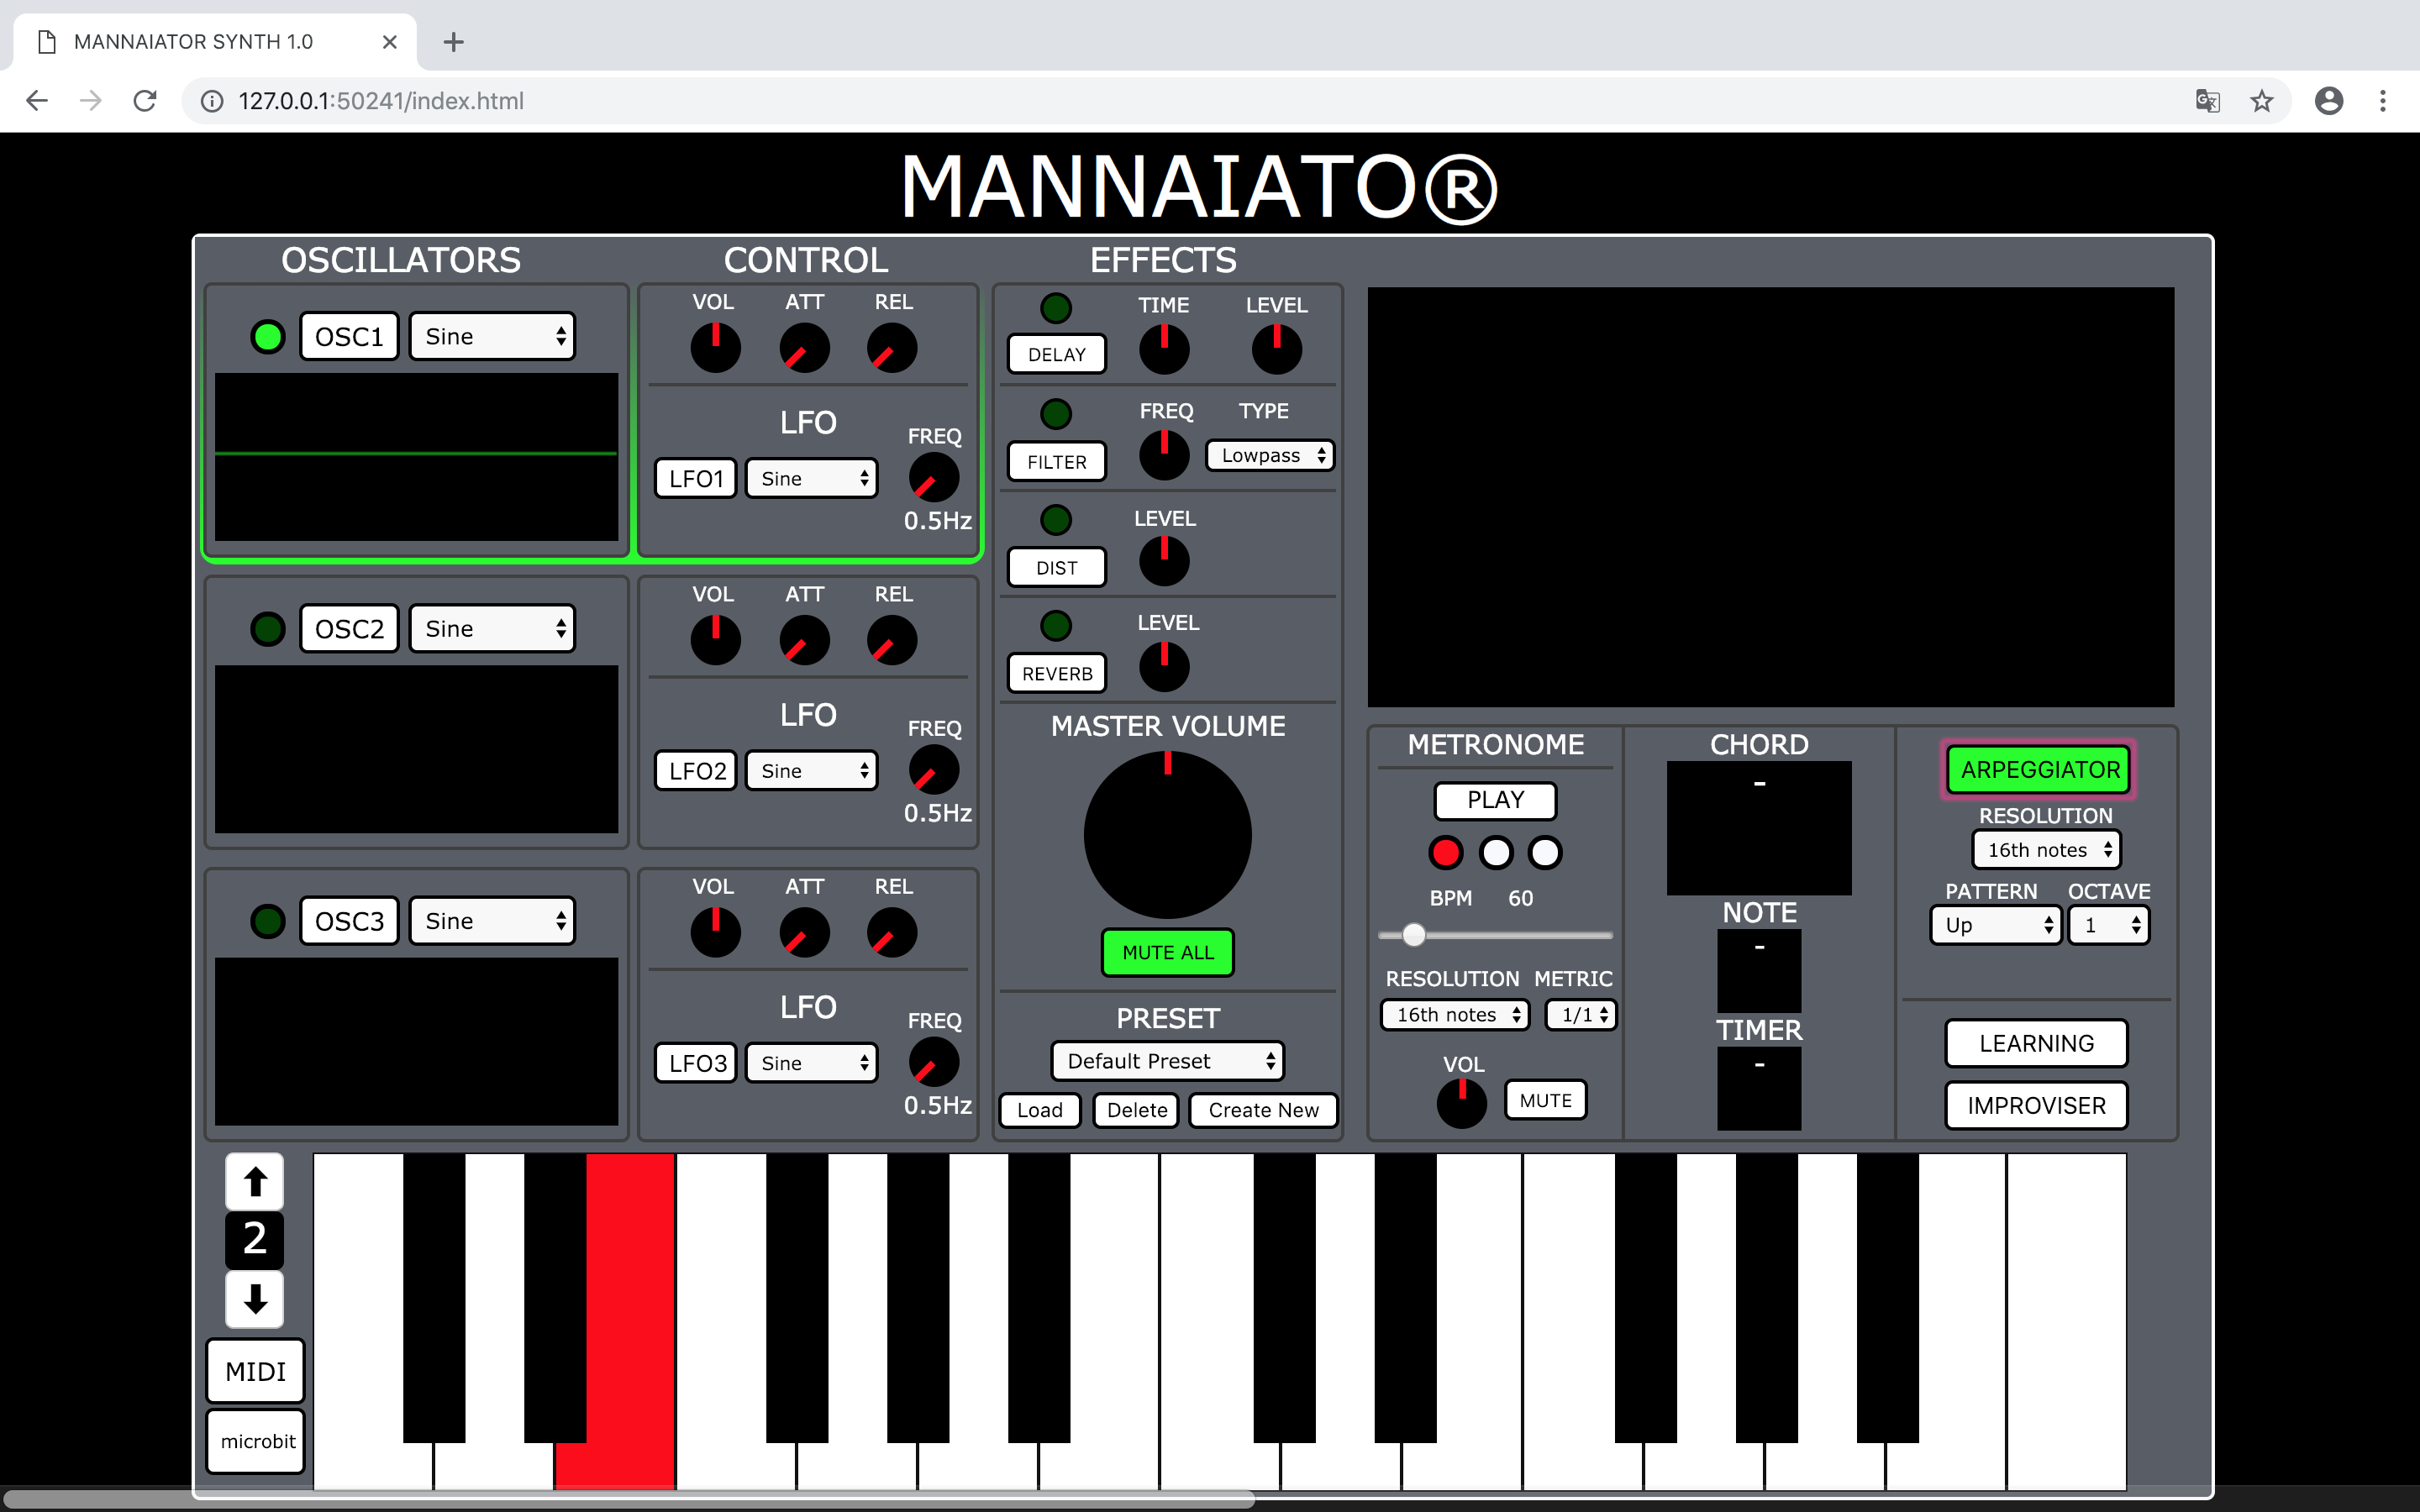 MANNAIATOR SYNTH 1.0
127.0.0.1:50241/index.html
MANNAIATO®
OSCILLATORS
CONTROL
EFFECTS
OSC1 Sine
VOL ATT REL
LFO
FREQ
LFO1 Sine
0.5Hz
OSC2 Sine
VOL ATT REL
LFO
FREQ
LFO2 Sine
0.5Hz
OSC3 Sine
VOL ATT REL
LFO
FREQ
LFO3 Sine
0.5Hz
TIME LEVEL
DELAY
FREQ TYPE
FILTER Lowpass
LEVEL
DIST
LEVEL
REVERB
MASTER VOLUME
MUTE ALL
PRESET
Default Preset
Load Delete Create New
METRONOME
PLAY
BPM 60
RESOLUTION METRIC
16th notes 1/1
VOL
MUTE
CHORD
-
NOTE
-
TIMER
-
ARPEGGIATOR
RESOLUTION
16th notes
PATTERN OCTAVE
Up 1
LEARNING
IMPROVISER
2
MIDI
microbit